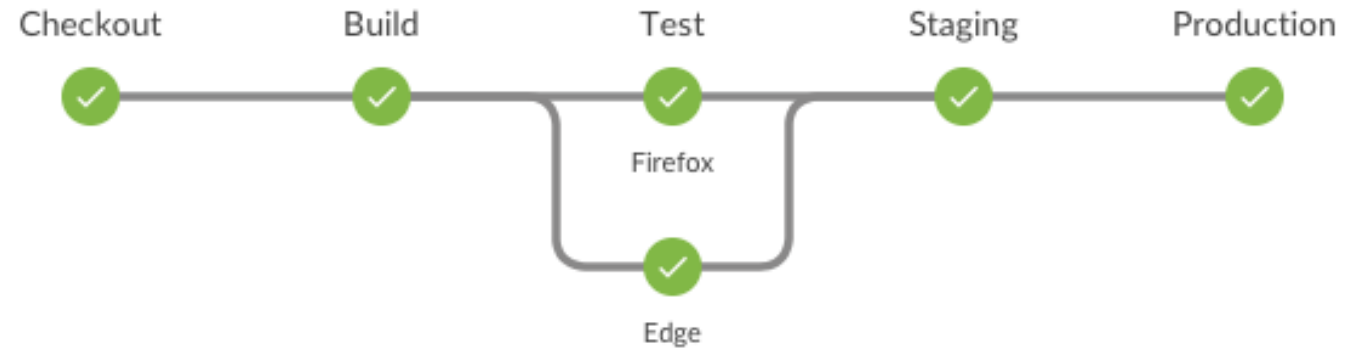 Checkout
Build
Test
Staging
Production
Firefox
Edge